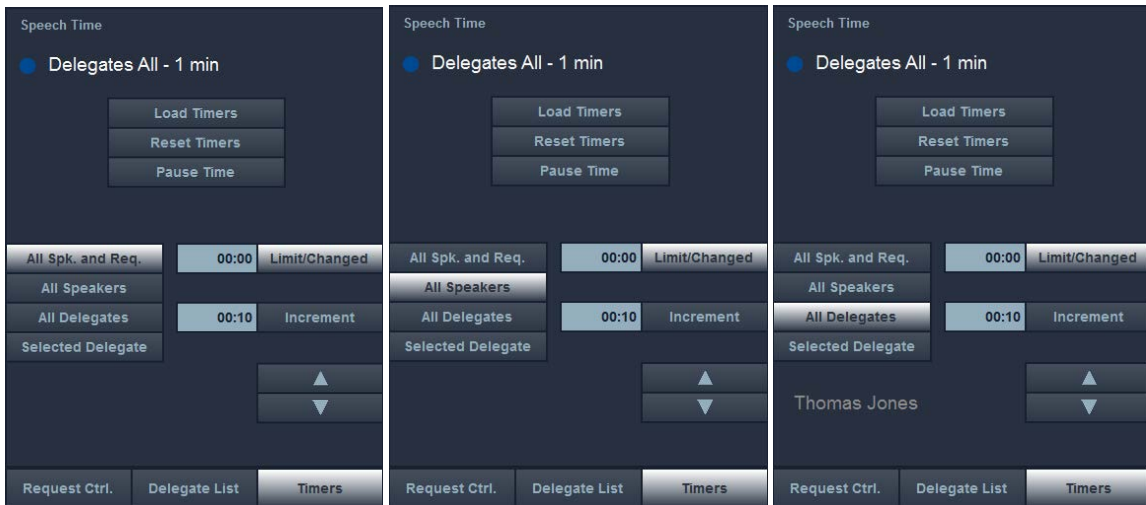 Speech Time
Delegates All - 1 min
Load Timers
Reset Timers
Pause Time
All Spk. and Req. 00:00 Limit/Changed
All Speakers
All Delegates 00:10 Increment
Selected Delegate
Request Ctrl. Delegate List Timers
Speech Time
Delegates All - 1 min
Load Timers
Reset Timers
Pause Time
All Spk. and Req. 00:00 Limit/Changed
All Speakers
All Delegates 00:10 Increment
Selected Delegate
Request Ctrl. Delegate List Timers
Speech Time
Delegates All - 1 min
Load Timers
Reset Timers
Pause Time
All Spk. and Req. 00:00 Limit/Changed
All Speakers
All Delegates 00:10 Increment
Selected Delegate
Thomas Jones
Request Ctrl. Delegate List Timers